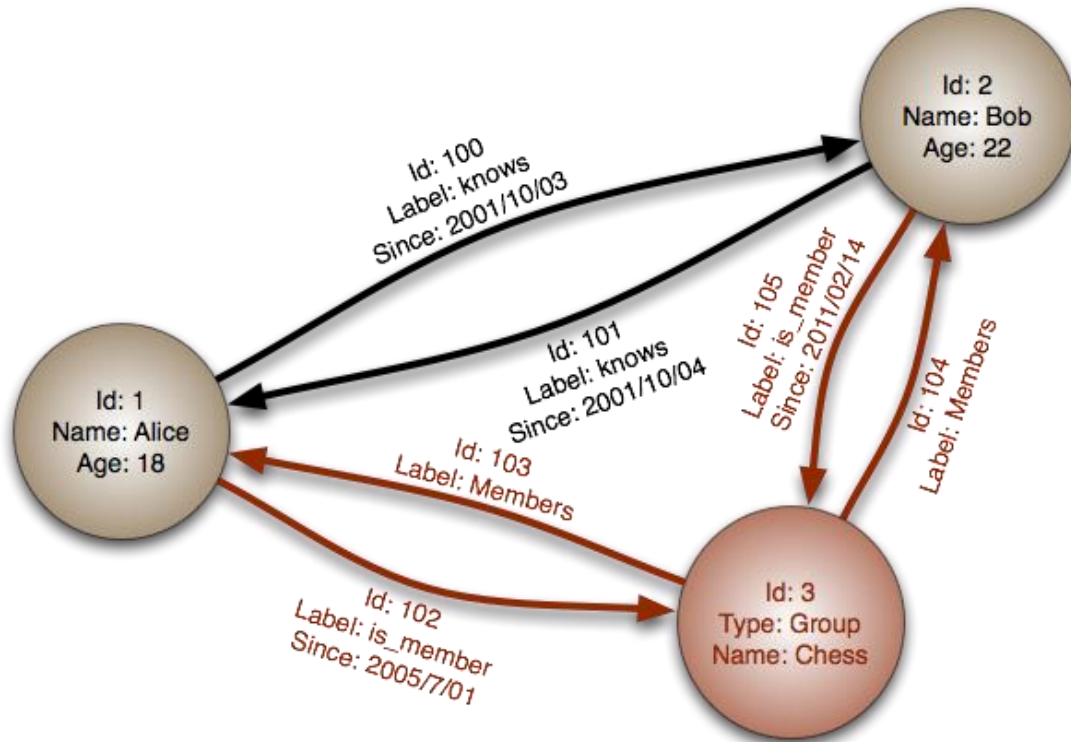 Id: 2
Name: Bob
Age: 22
Id: 100
Label: knows
Since: 2001/10/03
Id: 101
Label: knows
Since: 2001/10/04
Id: 105
Label: is_member
Since: 2011/02/14
Id: 104
Label: Members
Id: 1
Name: Alice
Age: 18
Id: 103
Label: Members
Id: 102
Label: is_member
Since: 2005/7/01
Id: 3
Type: Group
Name: Chess